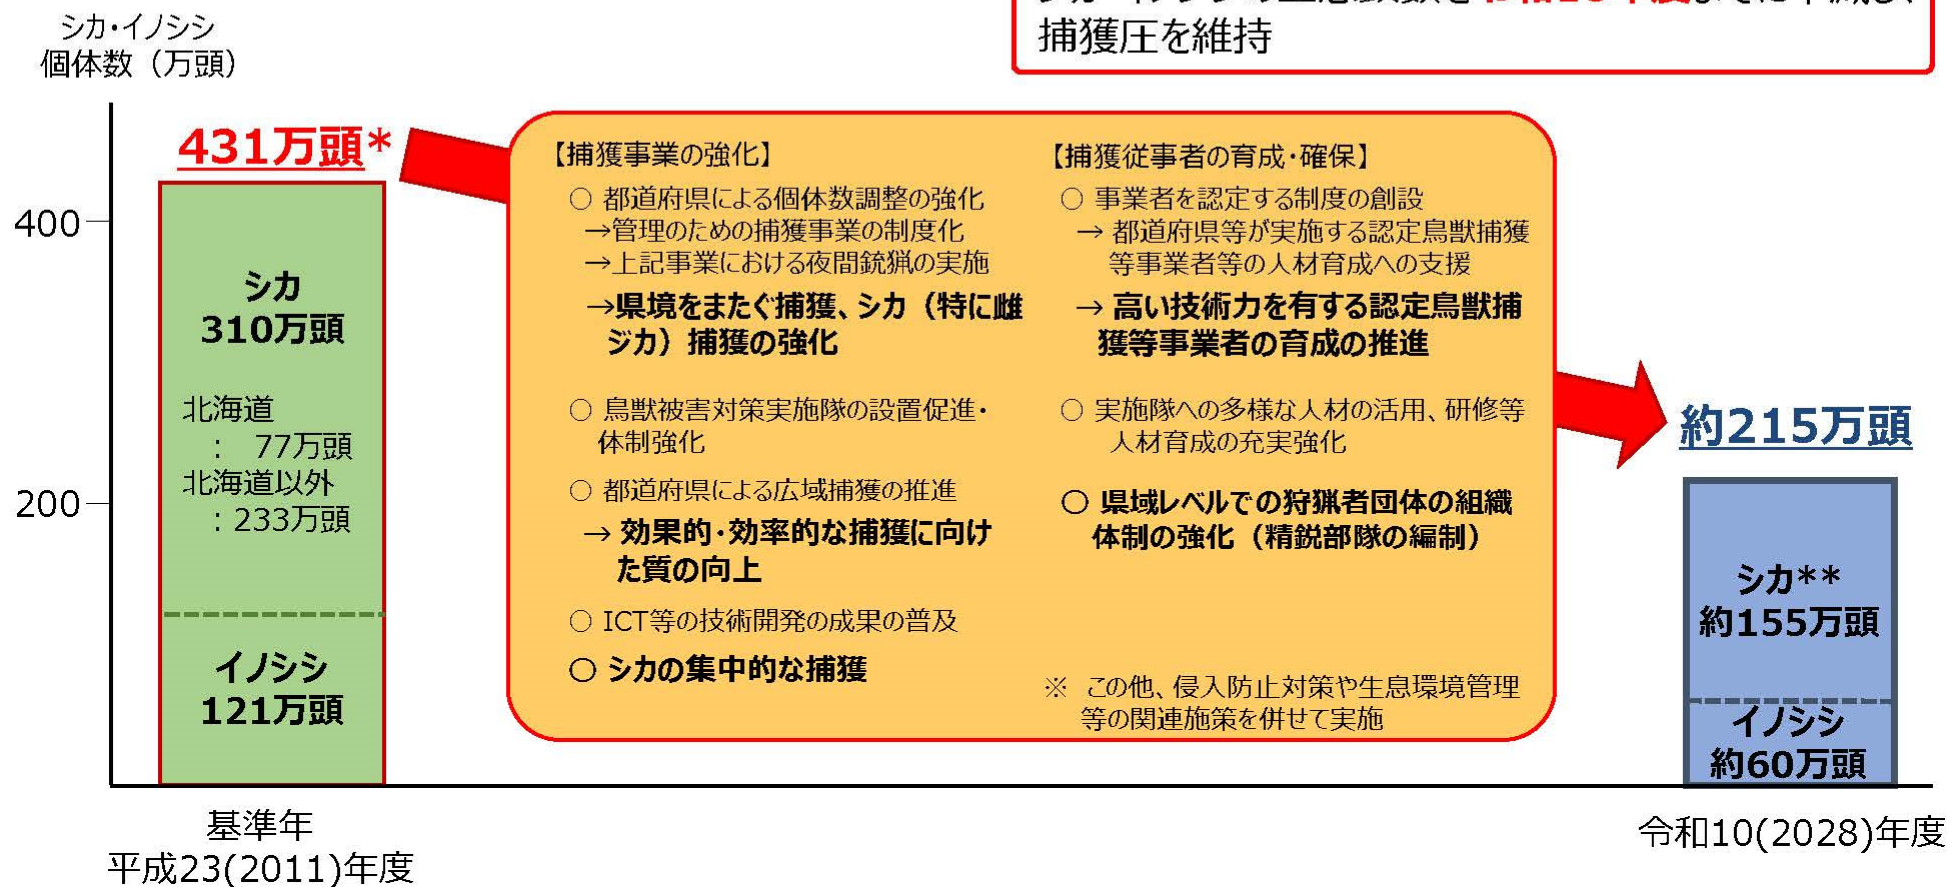 捕獲圧を維持
シカ・イノシシ
個体数（万頭）
431万頭*
400
200
シカ
310万頭
北海道
： 77万頭
北海道以外
：233万頭
イノシシ
121万頭
基準年
平成23(2011)年度
【捕獲事業の強化】
○ 都道府県による個体数調整の強化
→管理のための捕獲事業の制度化
→上記事業における夜間銃猟の実施
→県境をまたぐ捕獲、シカ（特に雌
ジカ）捕獲の強化
○ 鳥獣被害対策実施隊の設置促進・
体制強化
○ 都道府県による広域捕獲の推進
→ 効果的・効率的な捕獲に向け
た質の向上
○ ICT等の技術開発の成果の普及
○ シカの集中的な捕獲
【捕獲従事者の育成・確保】
○ 事業者を認定する制度の創設
→ 都道府県等が実施する認定鳥獣捕獲
等事業者等の人材育成への支援
→ 高い技術力を有する認定鳥獣捕
獲等事業者の育成の推進
○ 実施隊への多様な人材の活用、研修等
人材育成の充実強化
○ 県域レベルでの狩猟者団体の組織
体制の強化（精鋭部隊の編制）
※ この他、侵入防止対策や生息環境管理
等の関連施策を併せて実施
約215万頭
シカ**
約155万頭
イノシシ
約60万頭
令和10(2028)年度